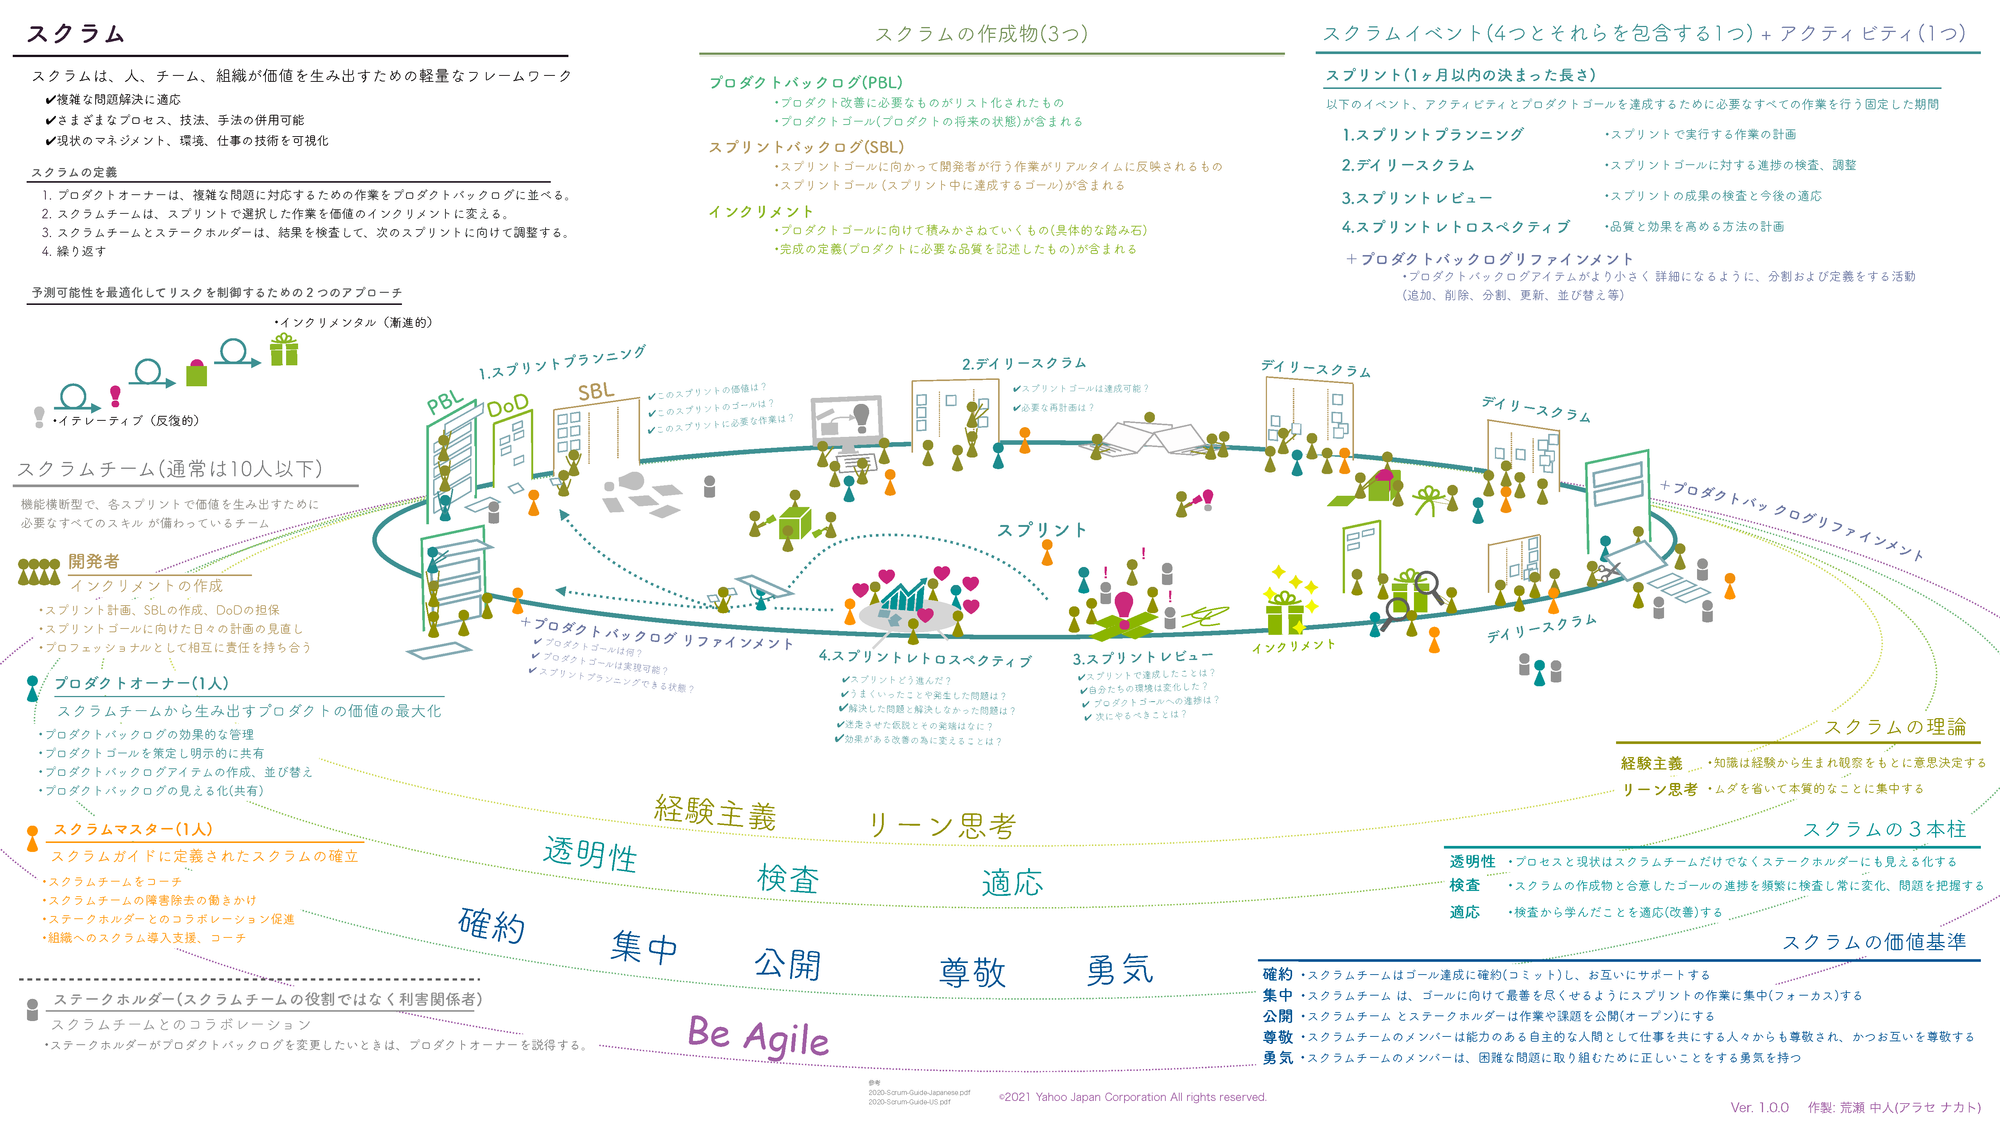 スクラム
スクラムは、人、チーム、組織が価値を生み出すための軽量なフレームワーク
✔複雑な問題解決に適応
✔さまざまなプロセス、技法、手法の併用可能
✔現状のマネジメント、環境、仕事の技術を可視化
スクラムの定義
1. プロダクトオーナーは、複雑な問題に対応するための作業をプロダクトバックログに並べる。
2. スクラムチームは、スプリントで選択した作業を価値のインクリメントに変える。
3. スクラムチームとステークホルダーは、結果を検査して、次のスプリントに向けて調整する。
4. 繰り返す
予測可能性を最適化してリスクを制御するための２つのアプローチ
・インクリメンタル（漸進的）
・イテレーティブ（反復的）
スクラムの作成物(3つ)
プロダクトバックログ(PBL)
・プロダクト改善に必要なものがリスト化されたもの
・プロダクトゴール(プロダクトの将来の状態)が含まれる
スプリントバックログ(SBL)
・スプリントゴールに向かって開発者が行う作業がリアルタイムに反映されるもの
・スプリントゴール (スプリント中に達成するゴール)が含まれる
インクリメント
・プロダクトゴールに向けて積みかさねていくもの(具体的な踏み石)
・完成の定義(プロダクトに必要な品質を記述したもの)が含まれる
スクラムイベント(4つとそれらを包含する1つ) + アクティビティ(1つ)
スプリント(1ヶ月以内の決まった長さ)
以下のイベント、アクティビティとプロダクトゴールを達成するために必要なすべての作業を行う固定した期間
1.スプリントプランニング ・スプリントで実行する作業の計画
2.デイリースクラム ・スプリントゴールに対する進捗の検査、調整
3.スプリントレビュー ・スプリントの成果の検査と今後の適応
4.スプリントレトロスペクティブ ・品質と効果を高める方法の計画
＋プロダクトバックログリファインメント
・プロダクトバックログアイテムがより小さく 詳細になるように、分割および定義をする活動
(追加、削除、分割、更新、並び替え等)
スクラムチーム(通常は10人以下)
機能横断型で、各スプリントで価値を生み出すために
必要なすべてのスキル が備わっているチーム
開発者
インクリメントの作成
・スプリント計画、SBLの作成、DoDの担保
・スプリントゴールに向けた日々の計画の見直し
・プロフェッショナルとして相互に責任を持ち合う
プロダクトオーナー(1人)
スクラムチームから生み出すプロダクトの価値の最大化
・プロダクトバックログの効果的な管理
・プロダクトゴールを策定し明示的に共有
・プロダクトバックログアイテムの作成、並び替え
・プロダクトバックログの見える化(共有)
スクラムマスター(1人)
スクラムガイドに定義されたスクラムの確立
・スクラムチームをコーチ
・スクラムチームの障害除去の働きかけ
・ステークホルダーとのコラボレーション促進
・組織へのスクラム導入支援、コーチ
ステークホルダー(スクラムチームの役割ではなく利害関係者)
スクラムチームとのコラボレーション
・ステークホルダーがプロダクトバックログを変更したいときは、プロダクトオーナーを説得する。
1.スプリントプランニング
PBL
DoD
SBL
✔このスプリントの価値は？
✔このスプリントのゴールは？
✔このスプリントに必要な作業は？
2.デイリースクラム
✔スプリントゴールは達成可能？
✔必要な再計画は？
デイリースクラム
デイリースクラム
＋プロダクトバックログリファインメント
スプリント
!
!
!
デイリースクラム
インクリメント
3.スプリントレビュー
✔スプリントで達成したことは？
✔自分たちの環境は変化した？
✔プロダクトゴールへの進捗は？
✔次にやるべきことは？
4.スプリントレトロスペクティブ
✔スプリントどう進んだ？
✔うまくいったことや発生した問題は？
✔解決した問題と解決しなかった問題は？
✔迷走させた仮説とその発端はなに？
✔効果がある改善の為に変えることは？
＋プロダクトバックログ リファインメント
✔プロダクトゴールは何？
✔プロダクトゴールは実現可能？
✔スプリントプランニングできる状態？
経験主義 リーン思考
透明性 検査 適応
確約 集中 公開 尊敬 勇気
Be Agile
スクラムの理論
経験主義 ・知識は経験から生まれ観察をもとに意思決定する
リーン思考 ・ムダを省いて本質的なことに集中する
スクラムの３本柱
透明性 ・プロセスと現状はスクラムチームだけでなくステークホルダーにも見える化する
検査 ・スクラムの作成物と合意したゴールの進捗を頻繁に検査し常に変化、問題を把握する
適応 ・検査から学んだことを適応(改善)する
スクラムの価値基準
確約 ・スクラムチームはゴール達成に確約(コミット)し、お互いにサポートする
集中 ・スクラムチーム は、ゴールに向けて最善を尽くせるようにスプリントの作業に集中(フォーカス)する
公開 ・スクラムチーム とステークホルダーは作業や課題を公開(オープン)にする
尊敬 ・スクラムチームのメンバーは能力のある自主的な人間として仕事を共にする人々からも尊敬され、かつお互いを尊敬する
勇気 ・スクラムチームのメンバーは、困難な問題に取り組むために正しいことをする勇気を持つ
参考
2020-Scrum-Guide-Japanese.pdf
2020-Scrum-Guide-US.pdf
©2021 Yahoo Japan Corporation All rights reserved.
Ver. 1.0.0 作製: 荒瀬 中人(アラセ ナカト)